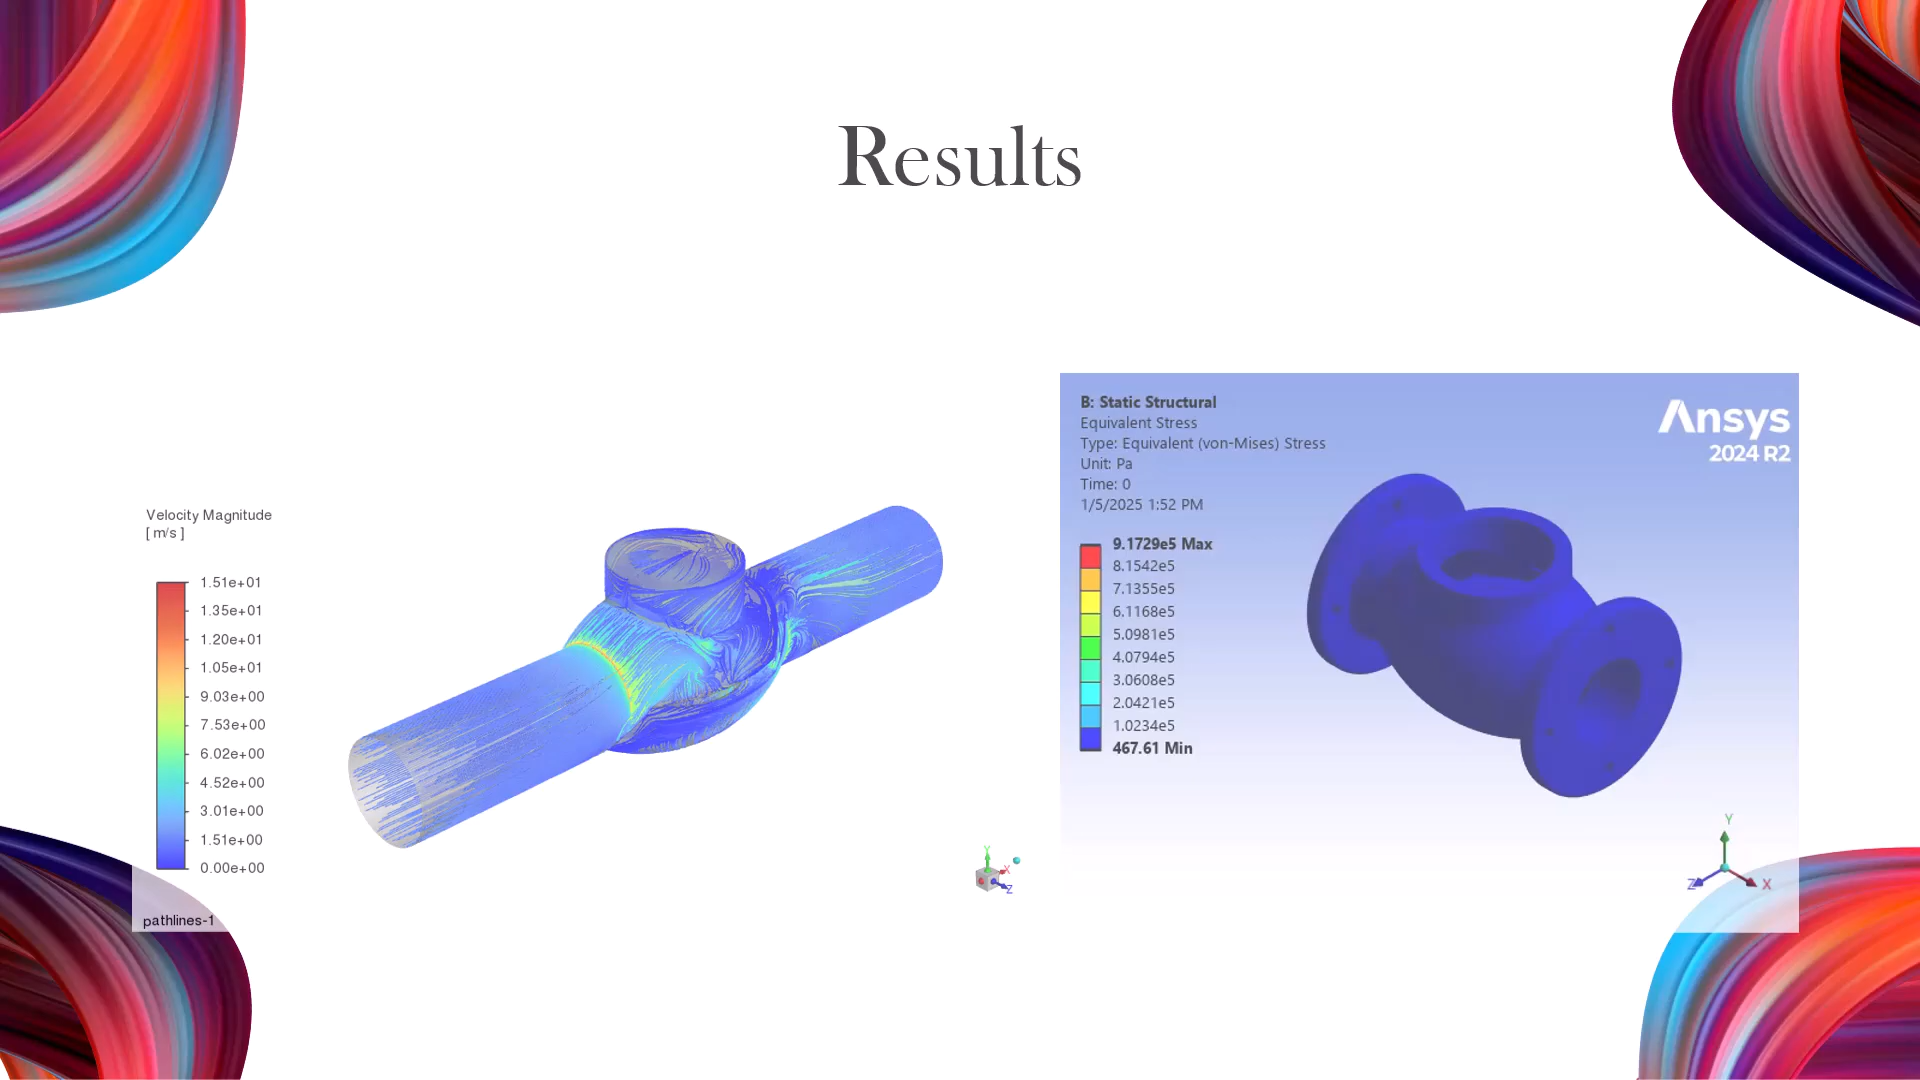 Results
Velocity Magnitude
[ m/s ]
1.51e+01
1.35e+01
1.20e+01
1.05e+01
9.03e+00
7.53e+00
6.02e+00
4.52e+00
3.01e+00
1.51e+00
0.00e+00
pathlines-1
Y
X
Z
B: Static Structural
Equivalent Stress
Type: Equivalent (von-Mises) Stress
Unit: Pa
Time: 0
1/5/2025 1:52 PM
9.1729e5 Max
8.1542e5
7.1355e5
6.1168e5
5.0981e5
4.0794e5
3.0608e5
2.0421e5
1.0234e5
467.61 Min
Ansys
2024 R2
Y
Z
X